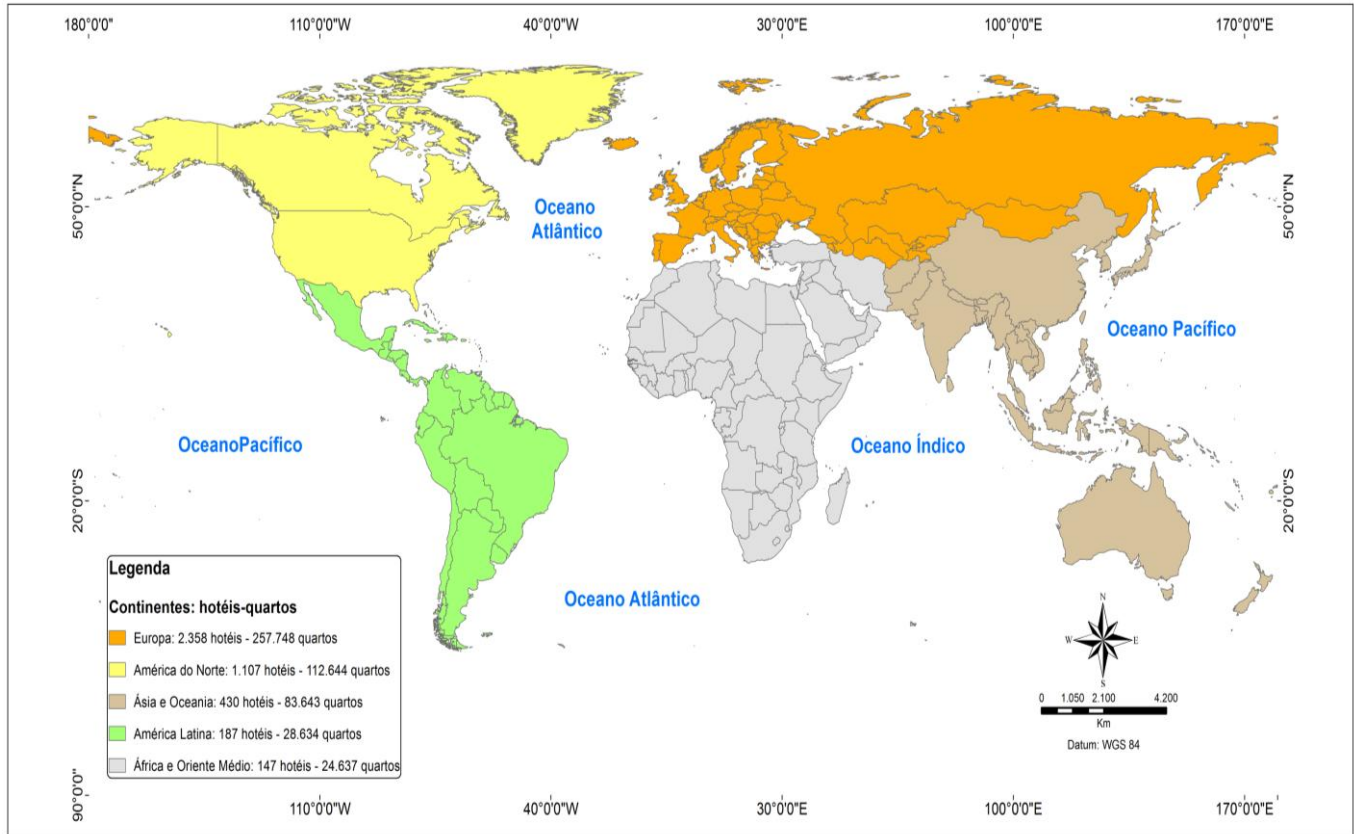 180°0'0" 110°0'0"W 40°0'0"W 30°0'0"E 100°0'0"E 170°0'0"E
50°0'0"N
50°0'0"N
Oceano
Atlântico
Oceano Pacífico
OceanoPacífico
Oceano Índico
20°0'0"S
20°0'0"S
Oceano Atlântico
Legenda
Continentes: hotéis-quartos
Europa: 2.358 hotéis - 257.748 quartos
América do Norte: 1.107 hotéis - 112.644 quartos
Ásia e Oceania: 430 hotéis - 83.643 quartos
América Latina: 187 hotéis - 28.634 quartos
África e Oriente Médio: 147 hotéis - 24.637 quartos
N
W E
S
0 1.050 2.100 4.200
Km
Datum: WGS 84
90°0'0"
110°0'0"W 40°0'0"W 30°0'0"E 100°0'0"E 170°0'0"E